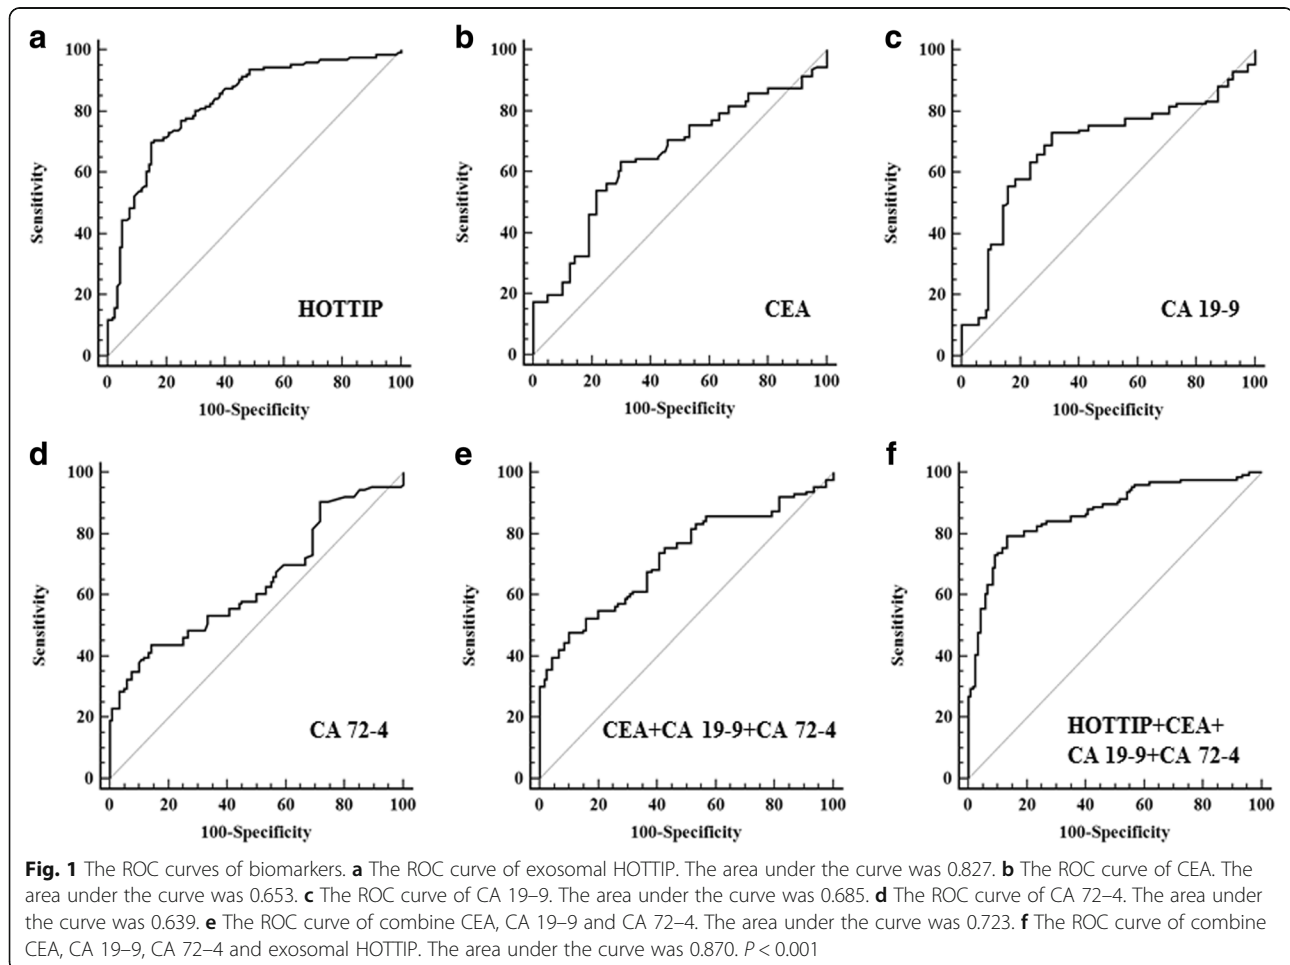 a
100
80
60
40
20
0
Sensitivity
0 20 40 60 80 100
100-Specificity
HOTTIP
b
100
80
60
40
20
0
Sensitivity
0 20 40 60 80 100
100-Specificity
CEA
c
100
80
60
40
20
0
Sensitivity
0 20 40 60 80 100
100-Specificity
CA 19-9
d
100
80
60
40
20
0
Sensitivity
0 20 40 60 80 100
100-Specificity
CA 72-4
e
100
80
60
40
20
0
Sensitivity
0 20 40 60 80 100
100-Specificity
CEA+CA 19-9+CA 72-4
f
100
80
60
40
20
0
Sensitivity
0 20 40 60 80 100
100-Specificity
HOTTIP+CEA+
CA 19-9+CA 72-4
Fig. 1 The ROC curves of biomarkers. a The ROC curve of exosomal HOTTIP. The area under the curve was 0.827. b The ROC curve of CEA. The
area under the curve was 0.653. c The ROC curve of CA 19–9. The area under the curve was 0.685. d The ROC curve of CA 72–4. The area under
the curve was 0.639. e The ROC curve of combine CEA, CA 19–9 and CA 72–4. The area under the curve was 0.723. f The ROC curve of combine
CEA, CA 19–9, CA 72–4 and exosomal HOTTIP. The area under the curve was 0.870. P < 0.001